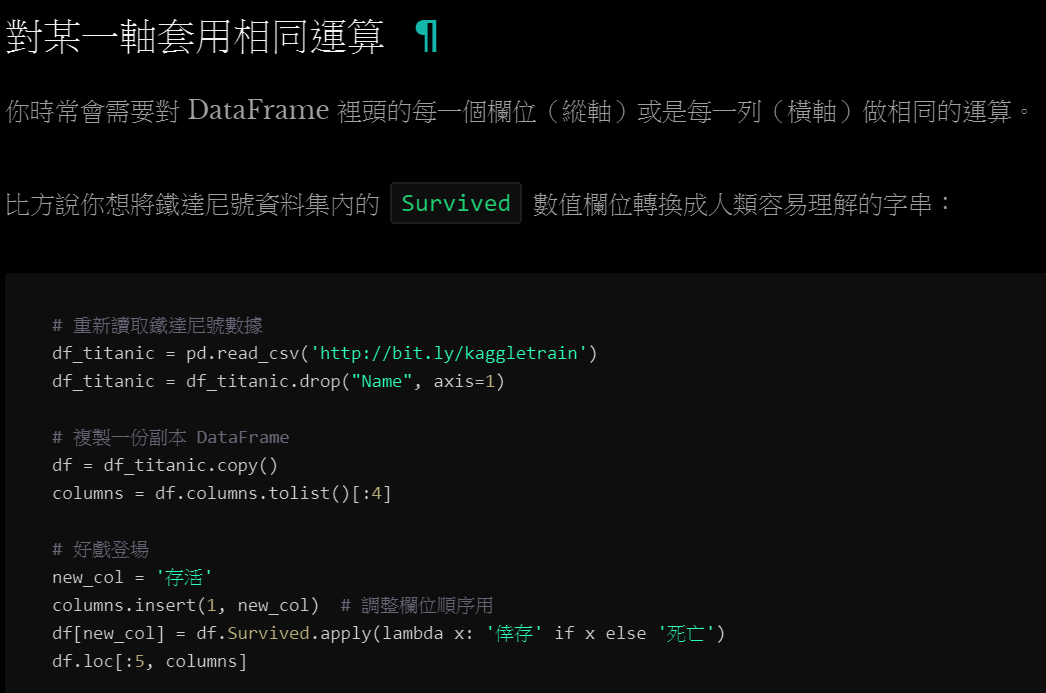 對某一軸套用相同運算 ¶
你時常會需要對 DataFrame 裡頭的每一個欄位（縱軸）或是每一列（橫軸）做相同的運算。
比方說你想將鐵達尼號資料集內的 Survived 數值欄位轉換成人類容易理解的字串：
# 重新讀取鐵達尼號數據
df_titanic = pd.read_csv('http://bit.ly/kaggletrain')
df_titanic = df_titanic.drop("Name", axis=1)
# 複製一份副本 DataFrame
df = df_titanic.copy()
columns = df.columns.tolist()[:4]
# 好戲登場
new_col = '存活'
columns.insert(1, new_col)  # 調整欄位順序用
df[new_col] = df.Survived.apply(lambda x: '倖存' if x else '死亡')
df.loc[:5, columns]